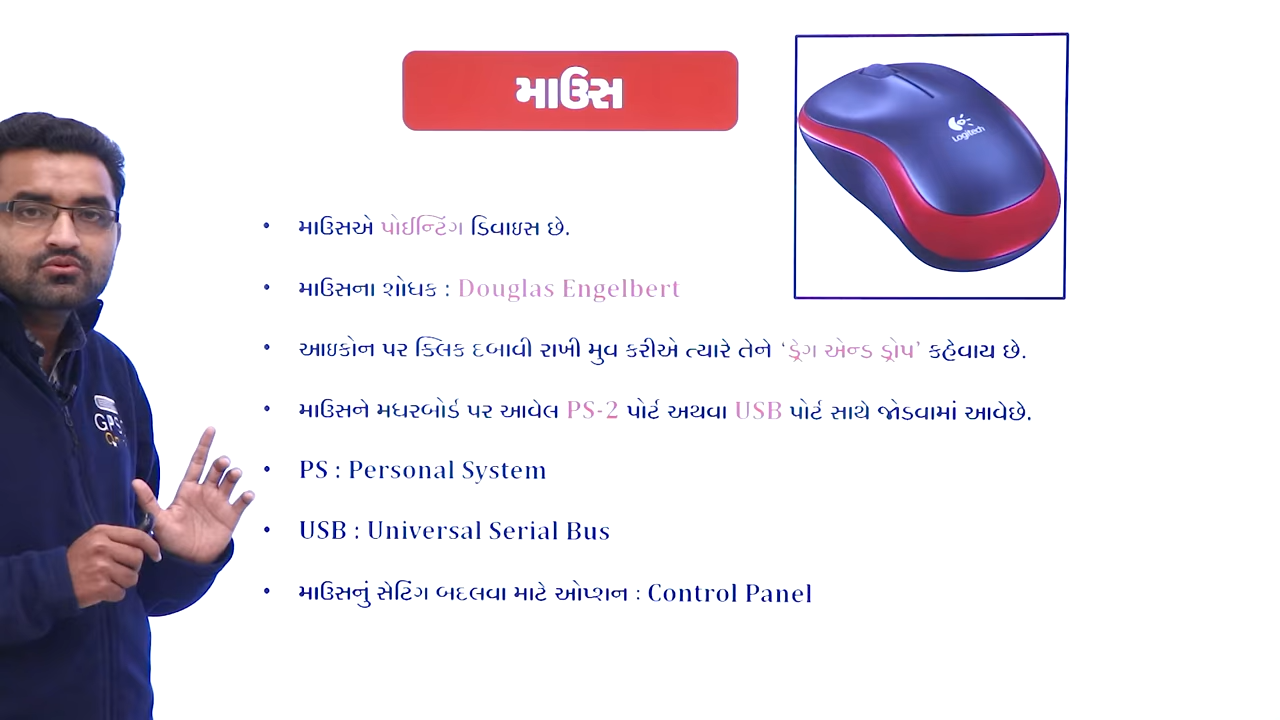 માઉસ
Logitech
માઉસએ પોઈન્ટિંગ ડિવાઇસ છે.
માઉસના શોધક : Douglas Engelbert
આઇકોન પર ક્લિક દબાવી રાખી મુવ કરીએ ત્યારે તેને ‘ડ્રેગ એન્ડ ડ્રોપ’ કહેવાય છે.
માઉસને મધરબોર્ડ પર આવેલ PS-2 પોર્ટ અથવા USB પોર્ટ સાથે જોડવામાં આવેછે.
PS : Personal System
USB : Universal Serial Bus
માઉસનું સેટિંગ બદલવા માટે ઓપ્શન : Control Panel